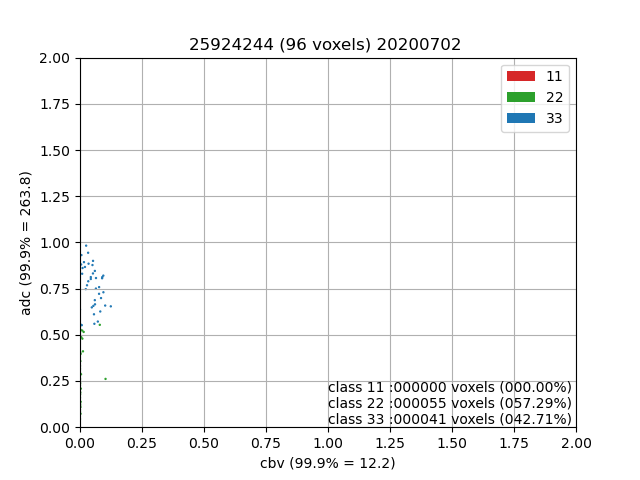 25924244 (96 voxels) 20200702
2.00
1.75
1.50
1.25
1.00
0.75
0.50
0.25
0.00
adc (99.9% = 263.8)
11
22
33
class 11 :000000 voxels (000.00%)
class 22 :000055 voxels (057.29%)
class 33 :000041 voxels (042.71%)
0.00 0.25 0.50 0.75 1.00 1.25 1.50 1.75 2.00
cbv (99.9% = 12.2)